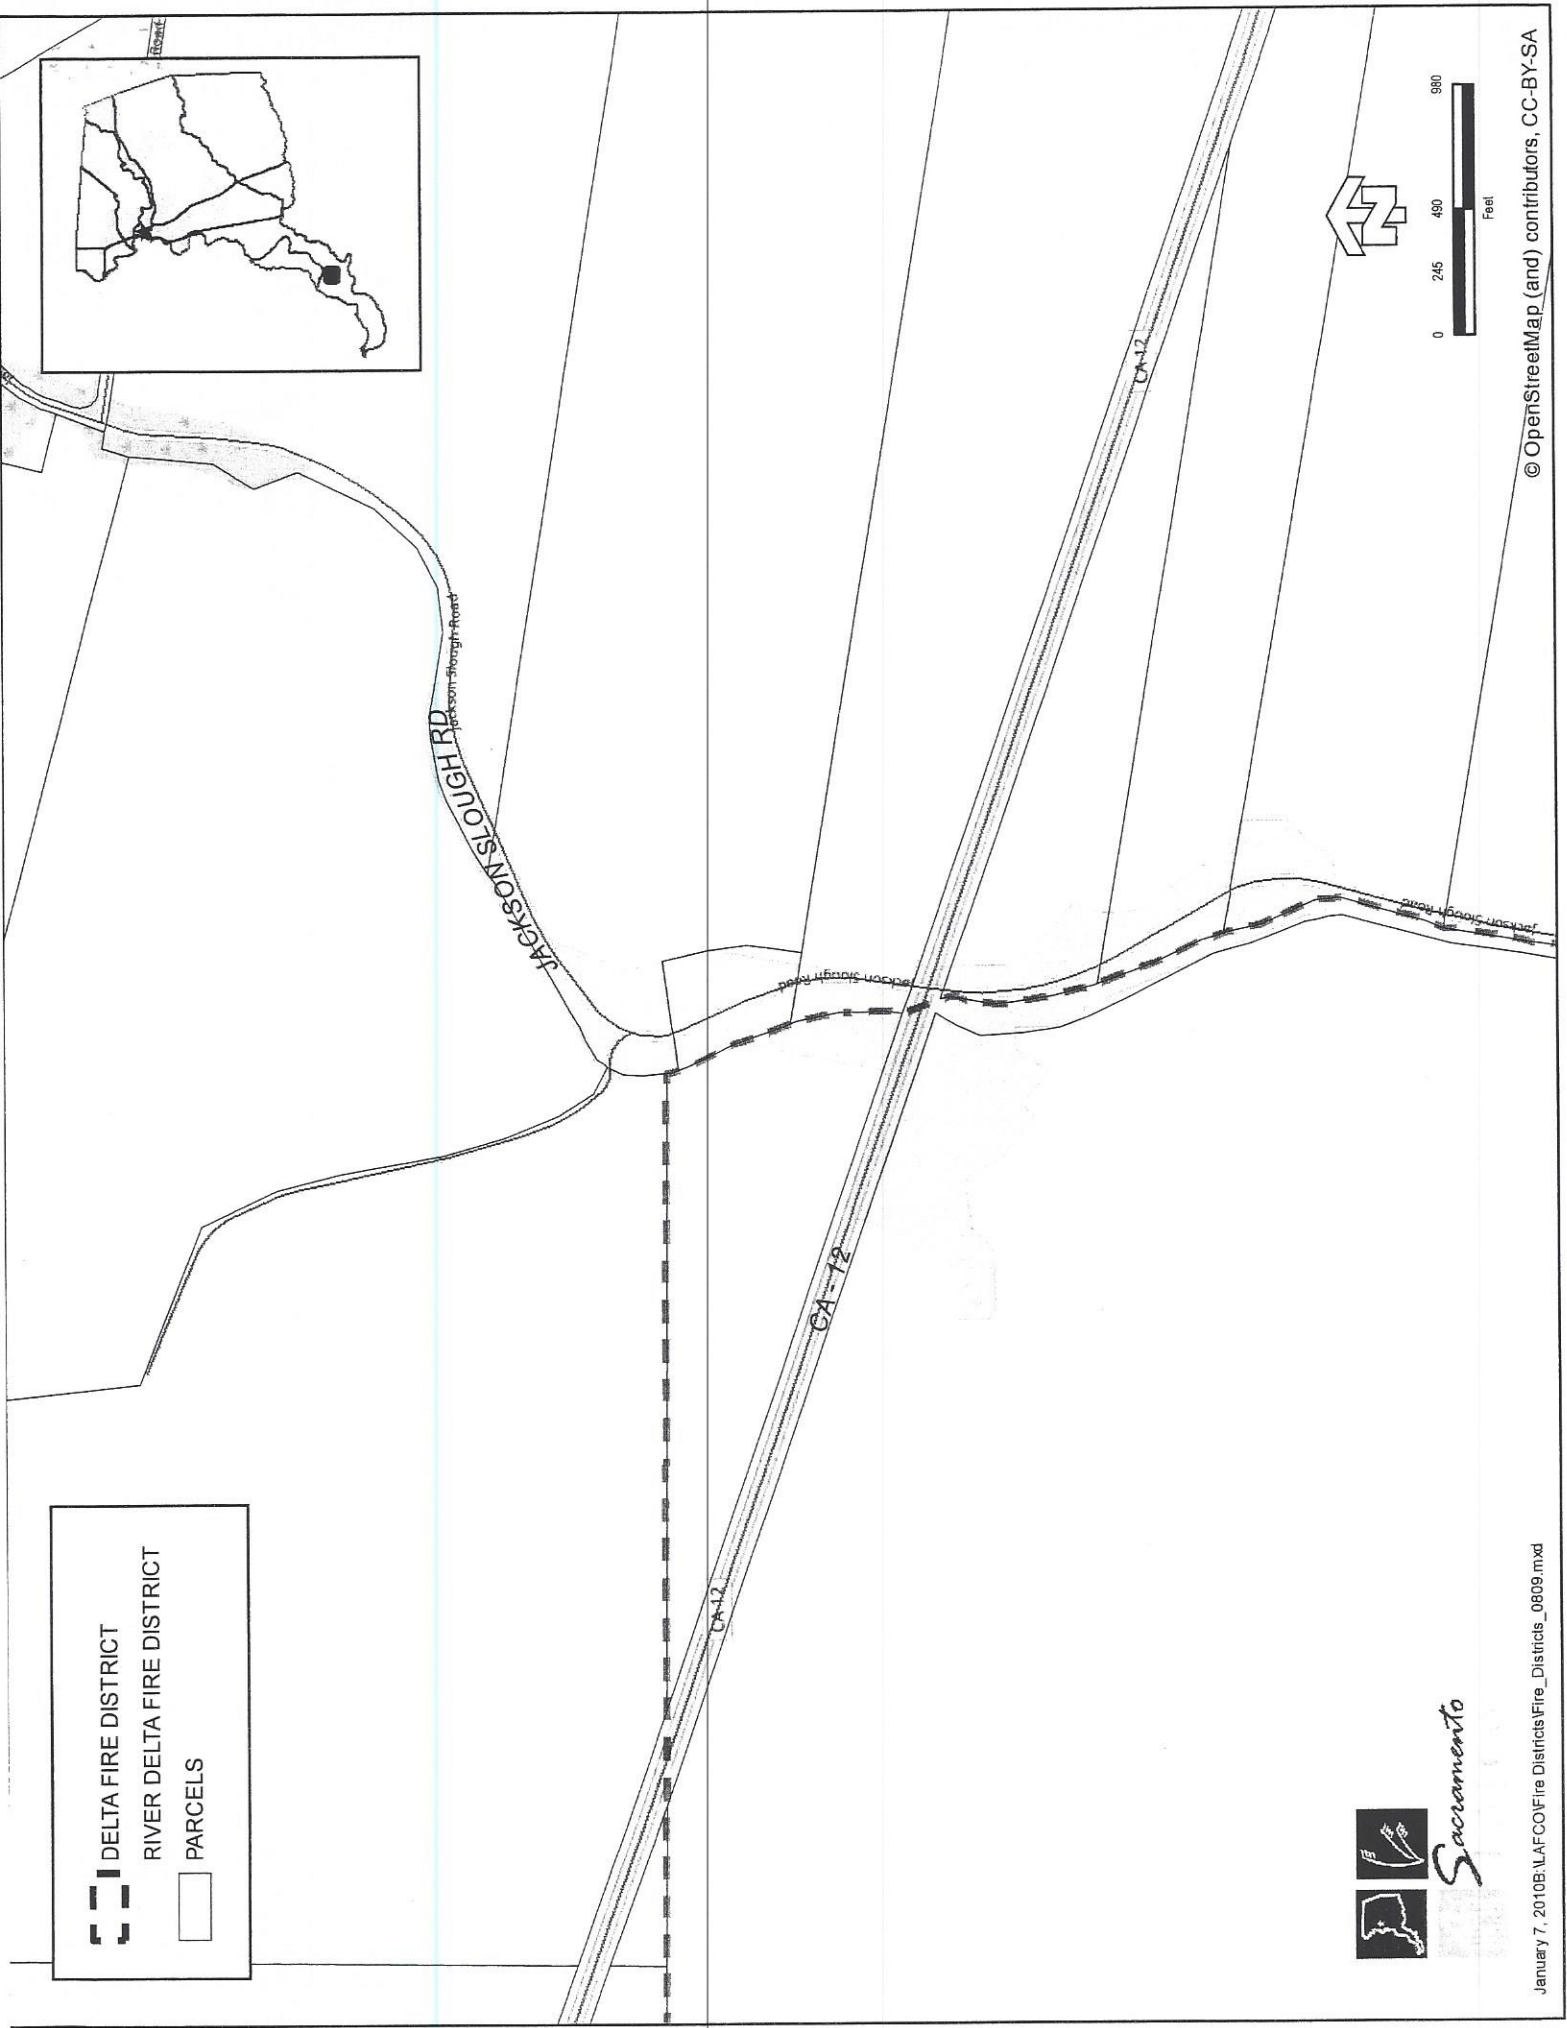 DELTA FIRE DISTRICT
RIVER DELTA FIRE DISTRICT
PARCELS
Road
JACKSON SLOUGH RD
Jackson Slough Road
Jackson Slough Road
Jackson Slough Road
CA-12
CA - 12
CA-12
N
0 245 490 980
Feet
Sacramento
January 7, 2010B:\LAFCO\Fire Districts\Fire_Districts_0809.mxd
© OpenStreetMap (and) contributors, CC-BY-SA